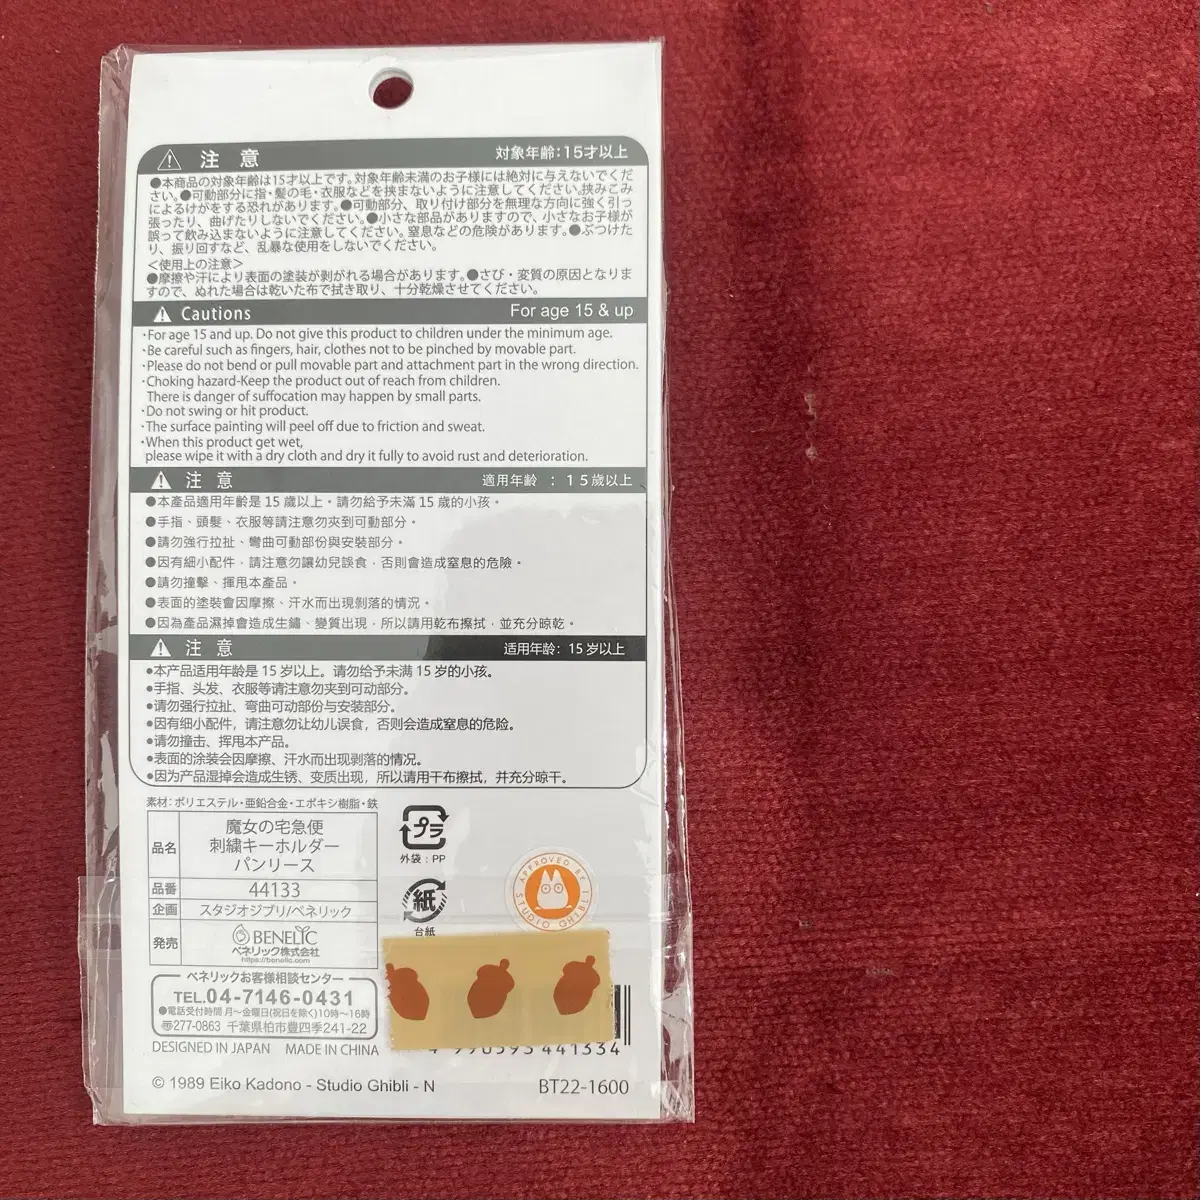 注 意 対象年齢:15才以上
●本商品の対象年齢は15才以上です。対象年齢未満のお子様には絶対に与えないでくだ
さい。●可動部分に指・髪の毛・衣服などを挟まないように注意してください。挟みこみ
によるけがをする恐れがあります。●可動部分、取り付け部分を無理な方向に強く引っ
張ったり、曲げたりしないでください。●小さな部品がありますので、小さなお子様が
誤って飲み込まないように注意してください。窒息などの危険があります。●ぶつけた
り、振り回すなど、乱暴な使用をしないでください。
<使用上の注意>
●摩擦や汗により表面の塗装が剥がれる場合があります。●さび・変質の原因となりま
すので、ぬれた場合は乾いた布で拭き取り、十分乾燥させてください。
Cautions For age 15 & up
・For age 15 and up. Do not give this product to children under the minimum age.
・Be careful such as fingers, hair, clothes not to be pinched by movable part.
・Please do not bend or pull movable part and attachment part in the wrong direction.
・Choking hazard-Keep the product out of reach from children.
There is danger of suffocation may happen by small parts.
・Do not swing or hit product.
・The surface painting will peel off due to friction and sweat.
・When this product get wet,
please wipe it with a dry cloth and dry it fully to avoid rust and deterioration.
注 意 適用年齡 : 15歲以上
●本產品適用年齡是 15 歲以上。請勿給予未滿 15 歲的小孩。
●手指、頭髮、衣服等請注意勿夾到可動部分。
●請勿強行拉扯、彎曲可動部份與安裝部分。
●因有細小配件,請注意勿讓幼兒誤食,否則會造成窒息的危險。
●請勿撞擊、揮甩本產品。
●表面的塗裝會因摩擦、汗水而出現剝落的情況。
●因為產品濕掉會造成生鏽、變質出現,所以請用乾布擦拭,並充分晾乾。
注 意 适用年龄: 15 岁以上
●本产品适用年龄是 15 岁以上。请勿给予未满 15 岁的小孩。
●手指、头发、衣服等请注意勿夹到可动部分。
●请勿强行拉扯、弯曲可动部份与安装部分。
●因有细小配件,请注意勿让幼儿误食,否则会造成窒息的危险。
●请勿撞击、挥甩本产品。
●表面的涂装会因摩擦、汗水而出现剥落的情况。
●因为产品湿掉会造成生锈、变质出现,所以请用干布擦拭,并充分晾干。
素材:ポリエステル・亜鉛合金・エポキシ樹脂・鉄
品名 魔女の宅急便
刺繍キーホルダー
パンリース
品番 44133
企画 スタジオジブリ/ベネリック
発売 BENELIC
ベネリック株式会社
https://benelic.com
プラ
外袋:PP
紙
台紙
APPROVED BY STUDIO GHIBLI
ベネリックお客様相談センター
TEL.04-7146-0431
●電話受付時間 月〜金曜日(祝日を除く)10時〜16時
〒277-0863 千葉県柏市豊四季241-22
DESIGNED IN JAPAN MADE IN CHINA
4 990593 441334
© 1989 Eiko Kadono - Studio Ghibli - N
BT22-1600